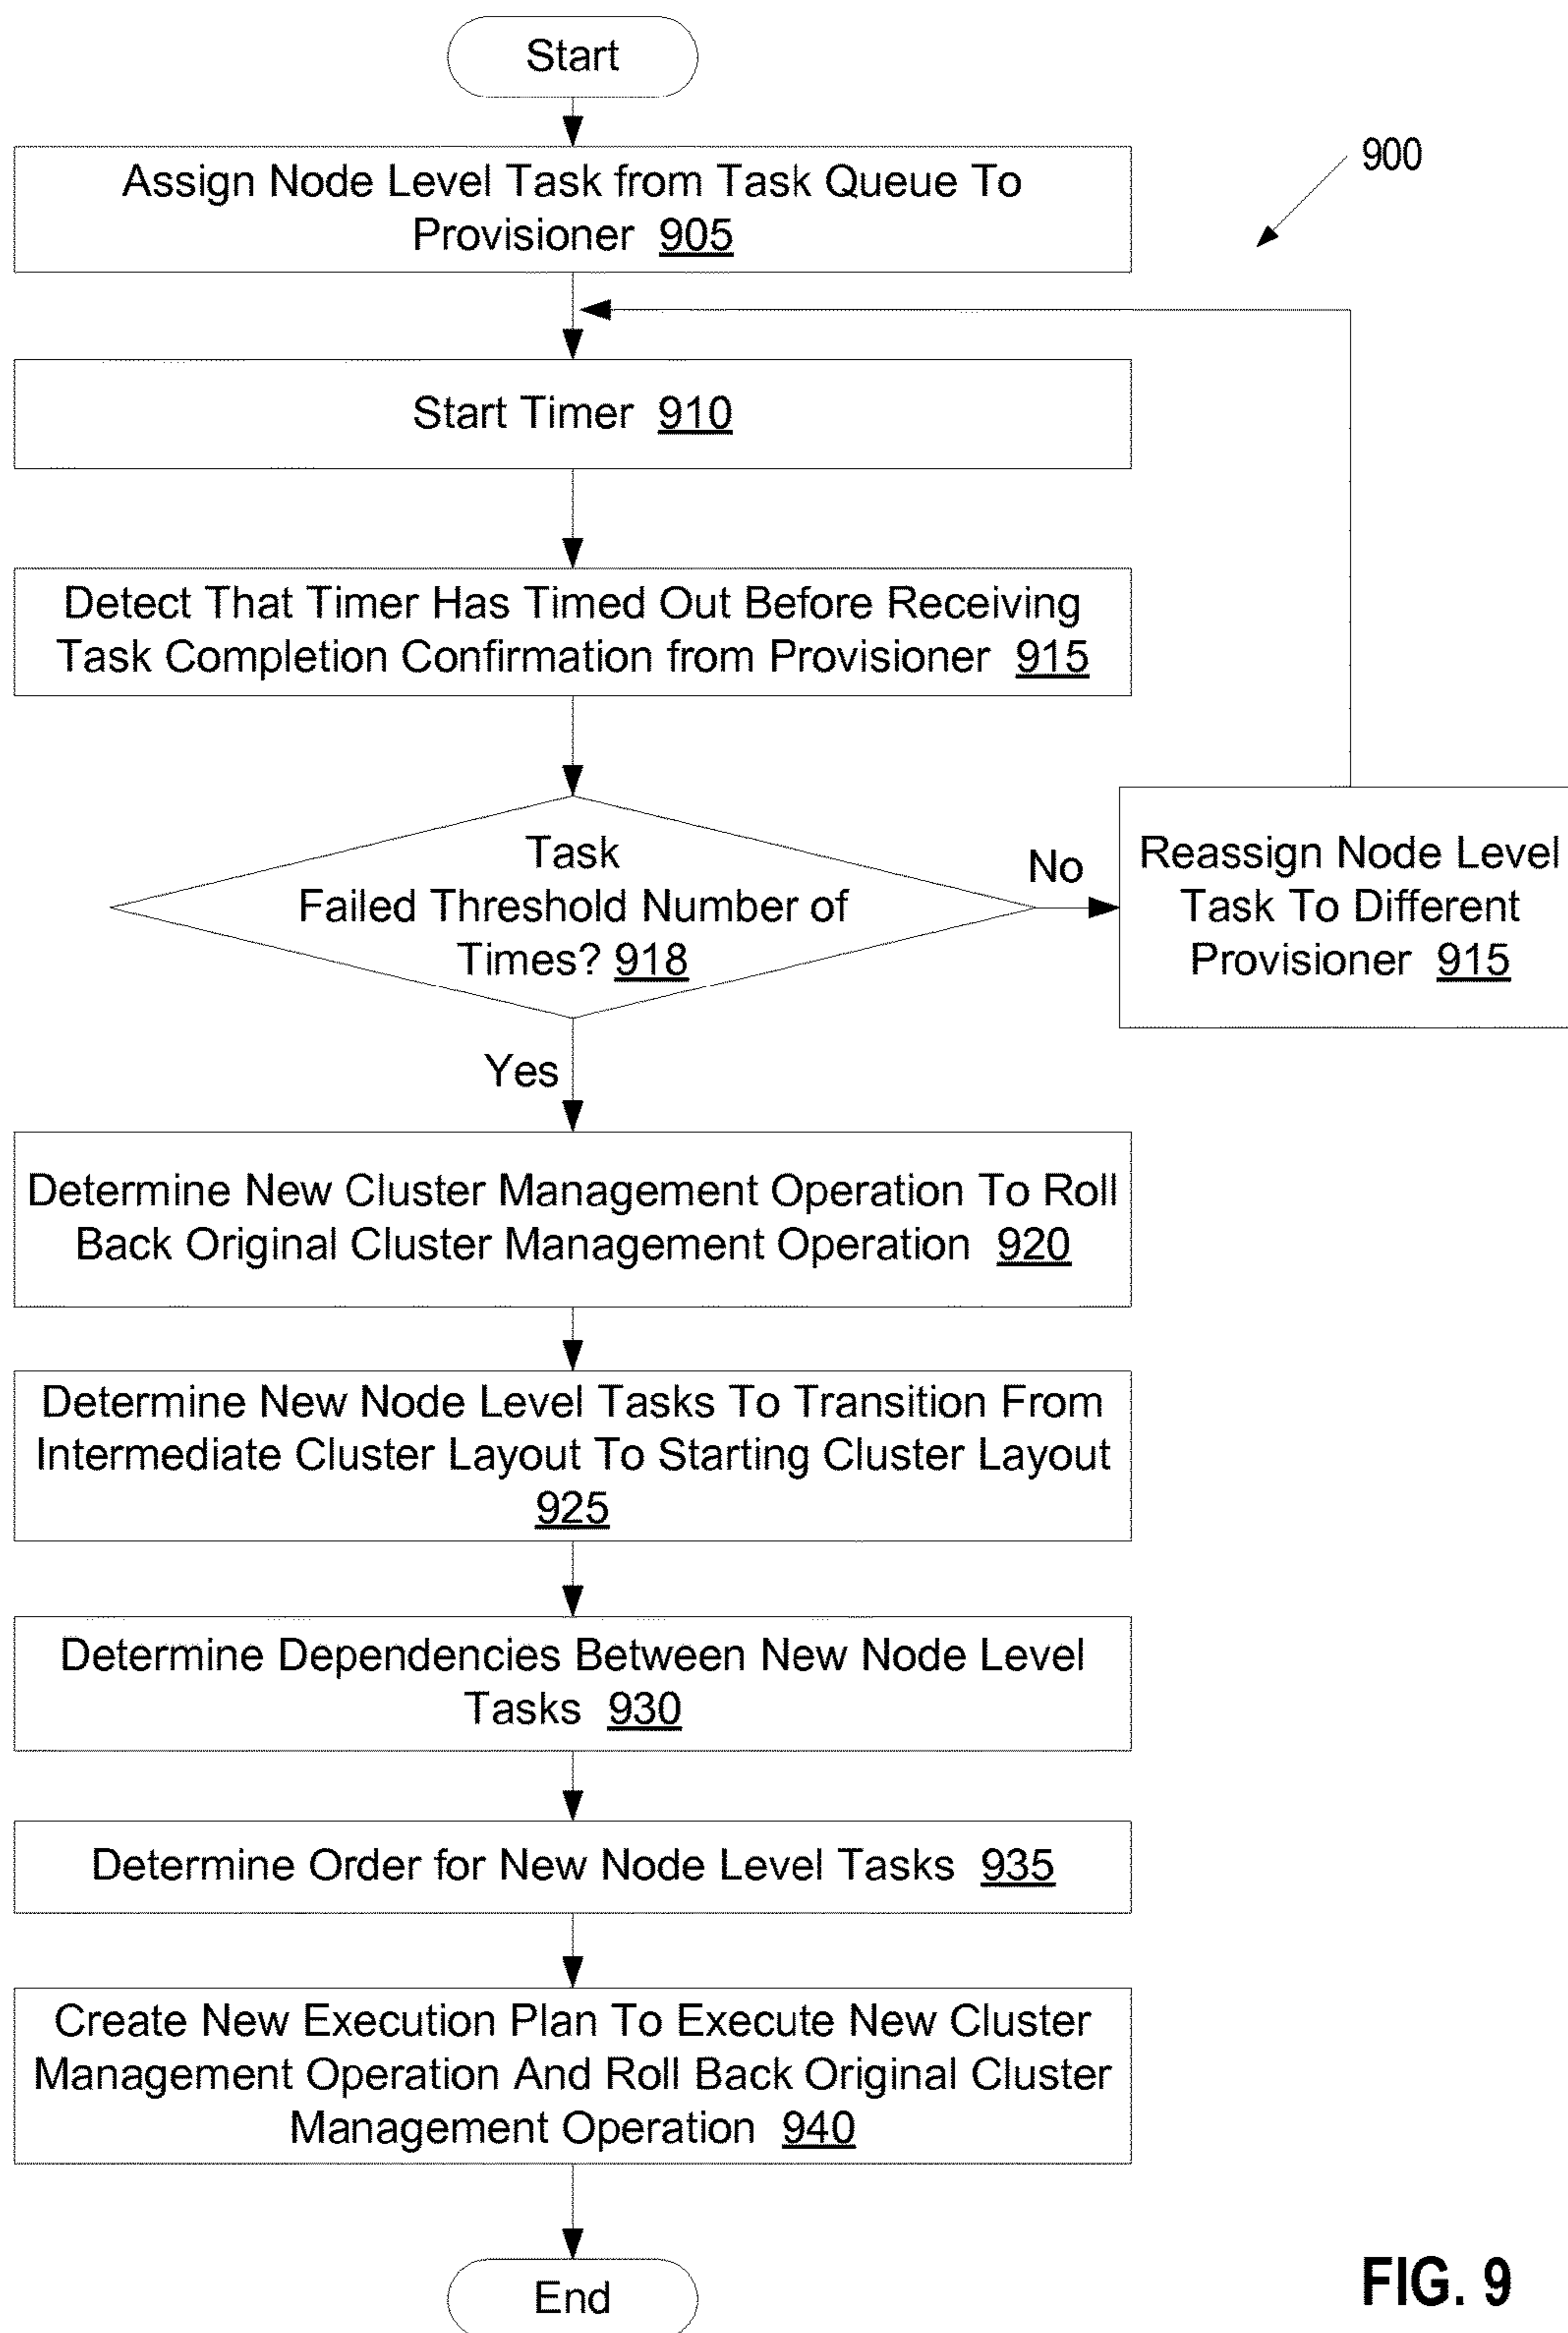 Start
900
Assign Node Level Task from Task Queue To
Provisioner 905
Start Timer 910
Detect That Timer Has Timed Out Before Receiving
Task Completion Confirmation from Provisioner 915
Task
Failed Threshold Number of
Times? 918
No
Reassign Node Level
Task To Different
Provisioner 915
Yes
Determine New Cluster Management Operation To Roll
Back Original Cluster Management Operation 920
Determine New Node Level Tasks To Transition From
Intermediate Cluster Layout To Starting Cluster Layout
925
Determine Dependencies Between New Node Level
Tasks 930
Determine Order for New Node Level Tasks 935
Create New Execution Plan To Execute New Cluster
Management Operation And Roll Back Original Cluster
Management Operation 940
End
FIG. 9